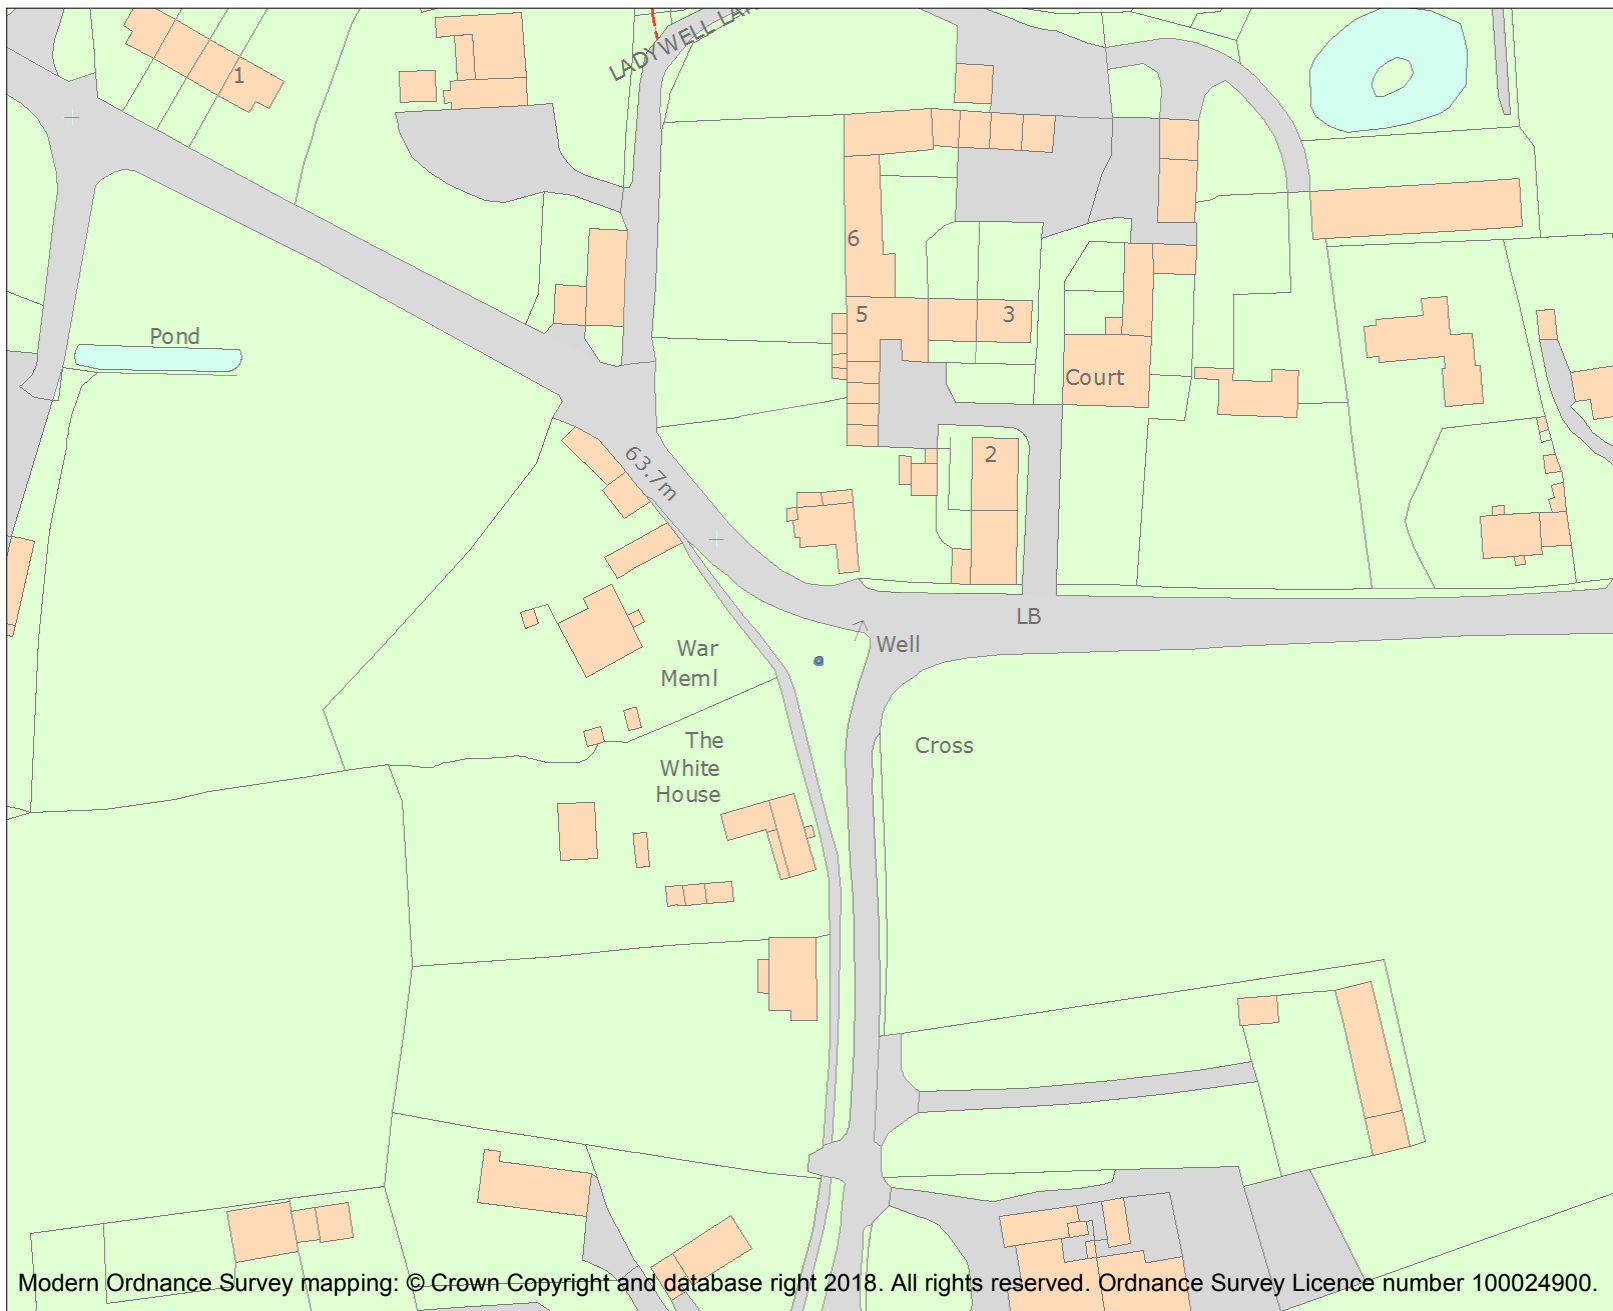 LADYWELL LA
1
6
Pond
5
3
Court
63.7m
2
LB
War
Meml
Well
The
White
House
Cross
Modern Ordnance Survey mapping: © Crown Copyright and database right 2018. All rights reserved. Ordnance Survey Licence number 100024900.